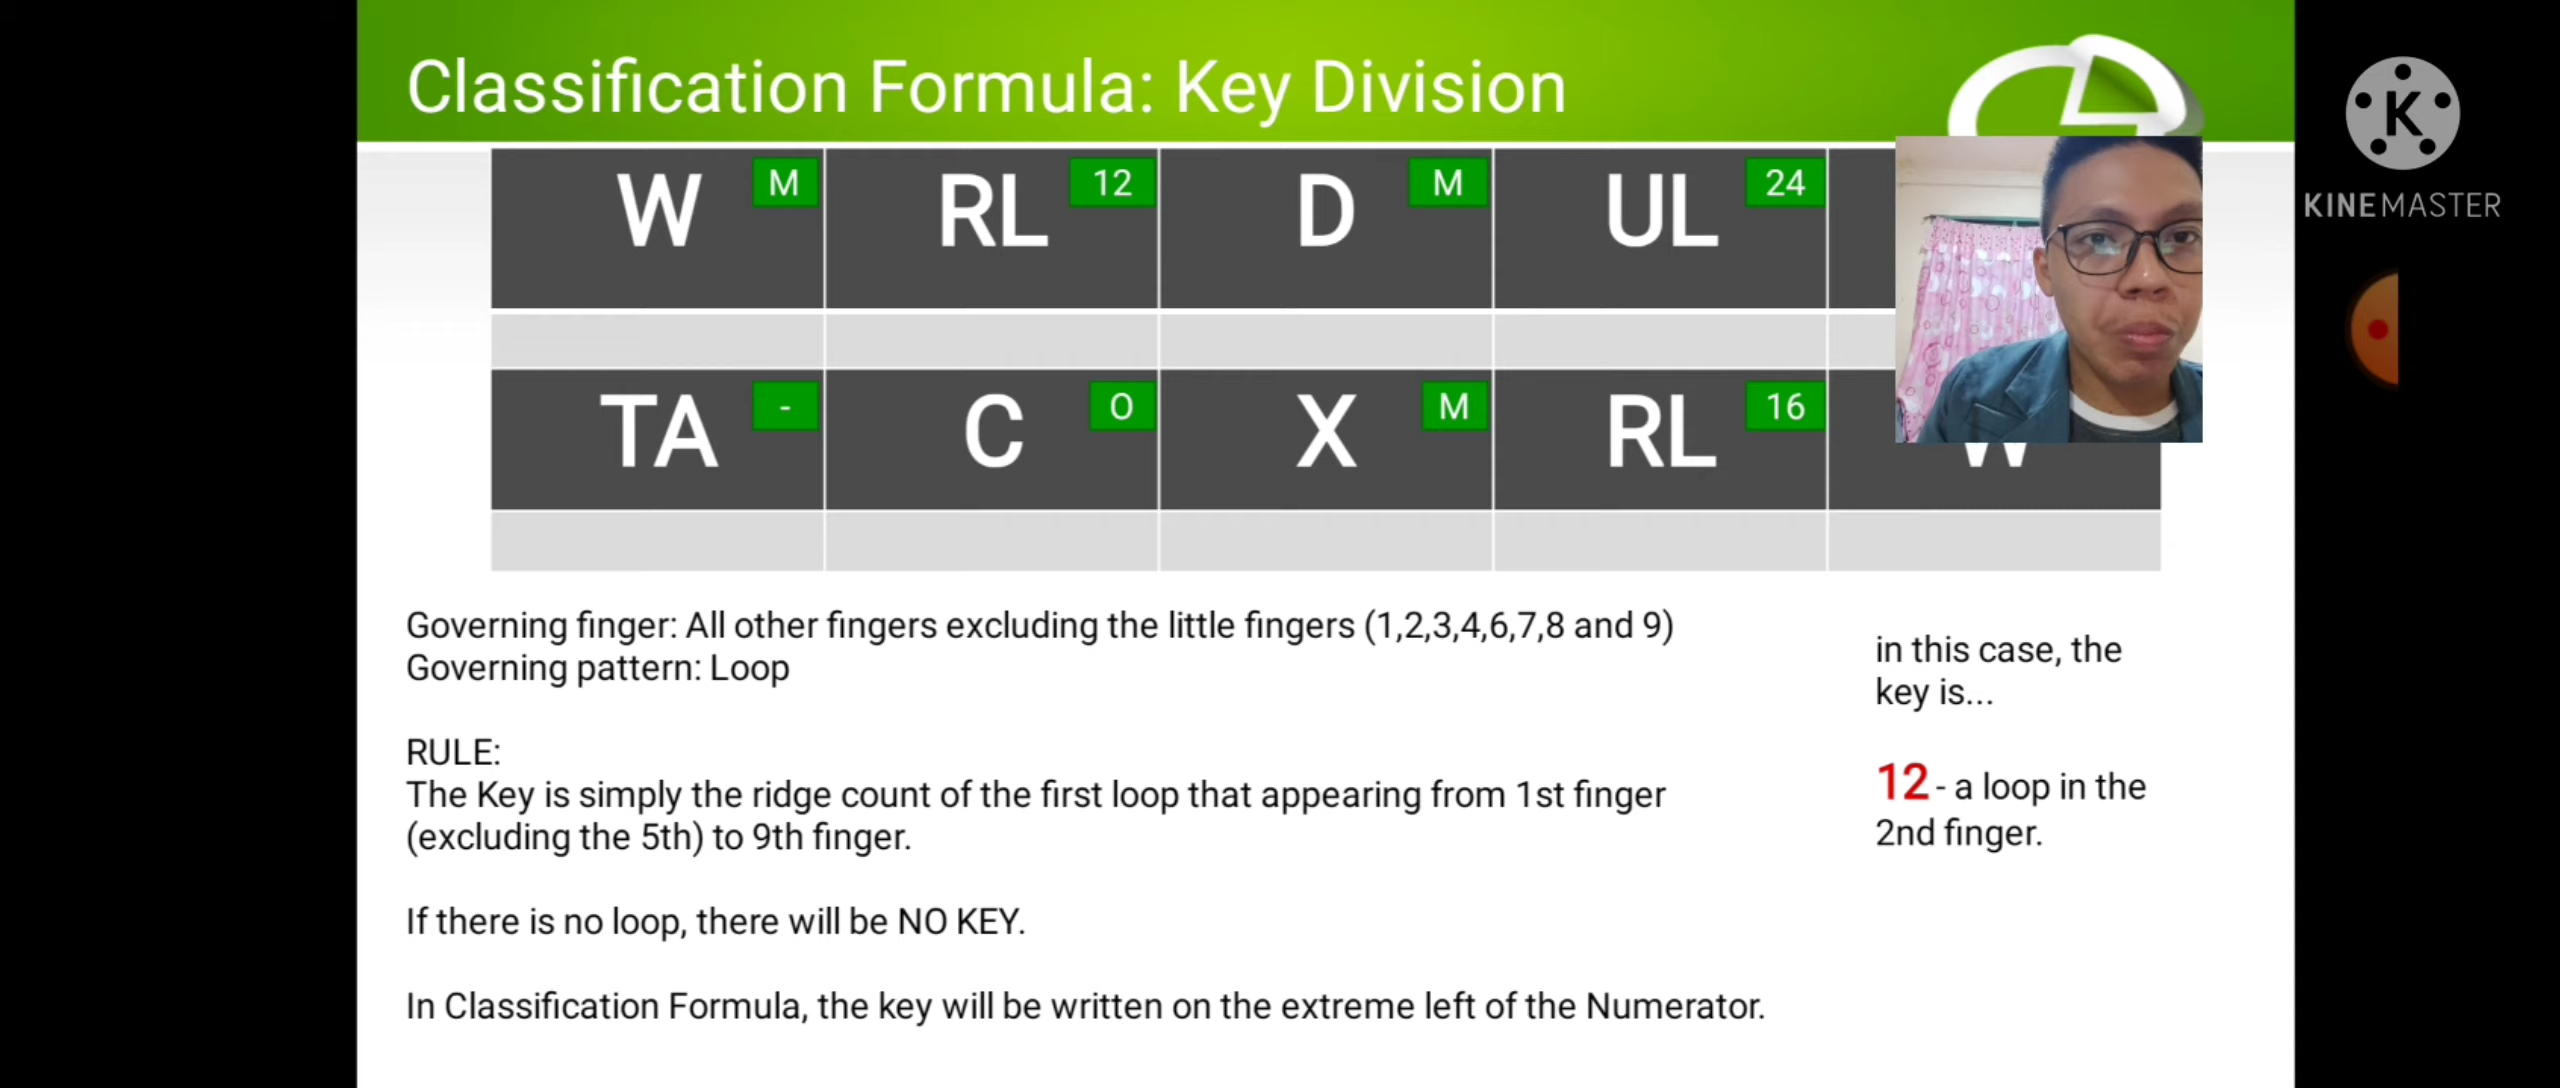 Classification Formula: Key Division
K
KINEMASTER
W M RL 12 D M UL 24
TA - C O X M RL 16 W
Governing finger: All other fingers excluding the little fingers (1,2,3,4,6,7,8 and 9)
Governing pattern: Loop
in this case, the
key is...
RULE:
The Key is simply the ridge count of the first loop that appearing from 1st finger
(excluding the 5th) to 9th finger.
12 - a loop in the
2nd finger.
If there is no loop, there will be NO KEY.
In Classification Formula, the key will be written on the extreme left of the Numerator.